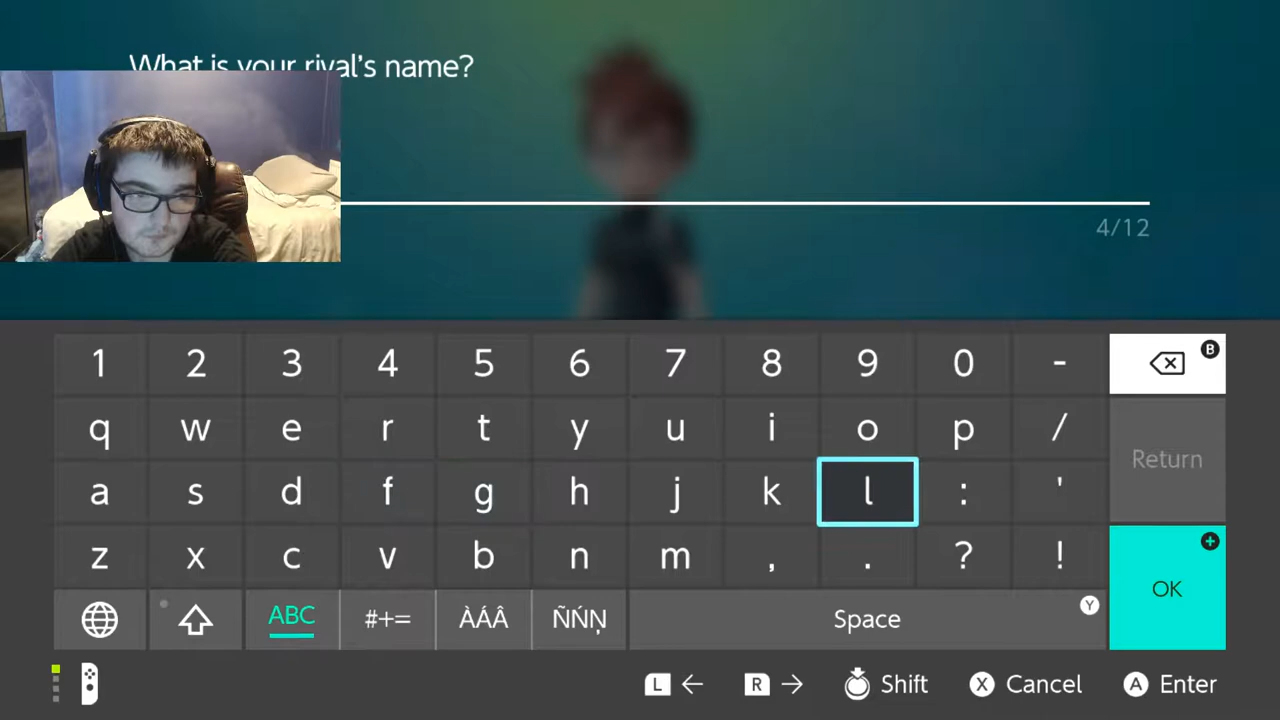 What is your rival's name?
4/12
1 2 3 4 5 6 7 8 9 0 - B
q w e r t y u i o p / Return
a s d f g h j k l : '
z x c v b n m , . ? ! + OK
ABC #+= ÀÁÂ ÑŃŅ Space Y
L ← R → Shift X Cancel A Enter